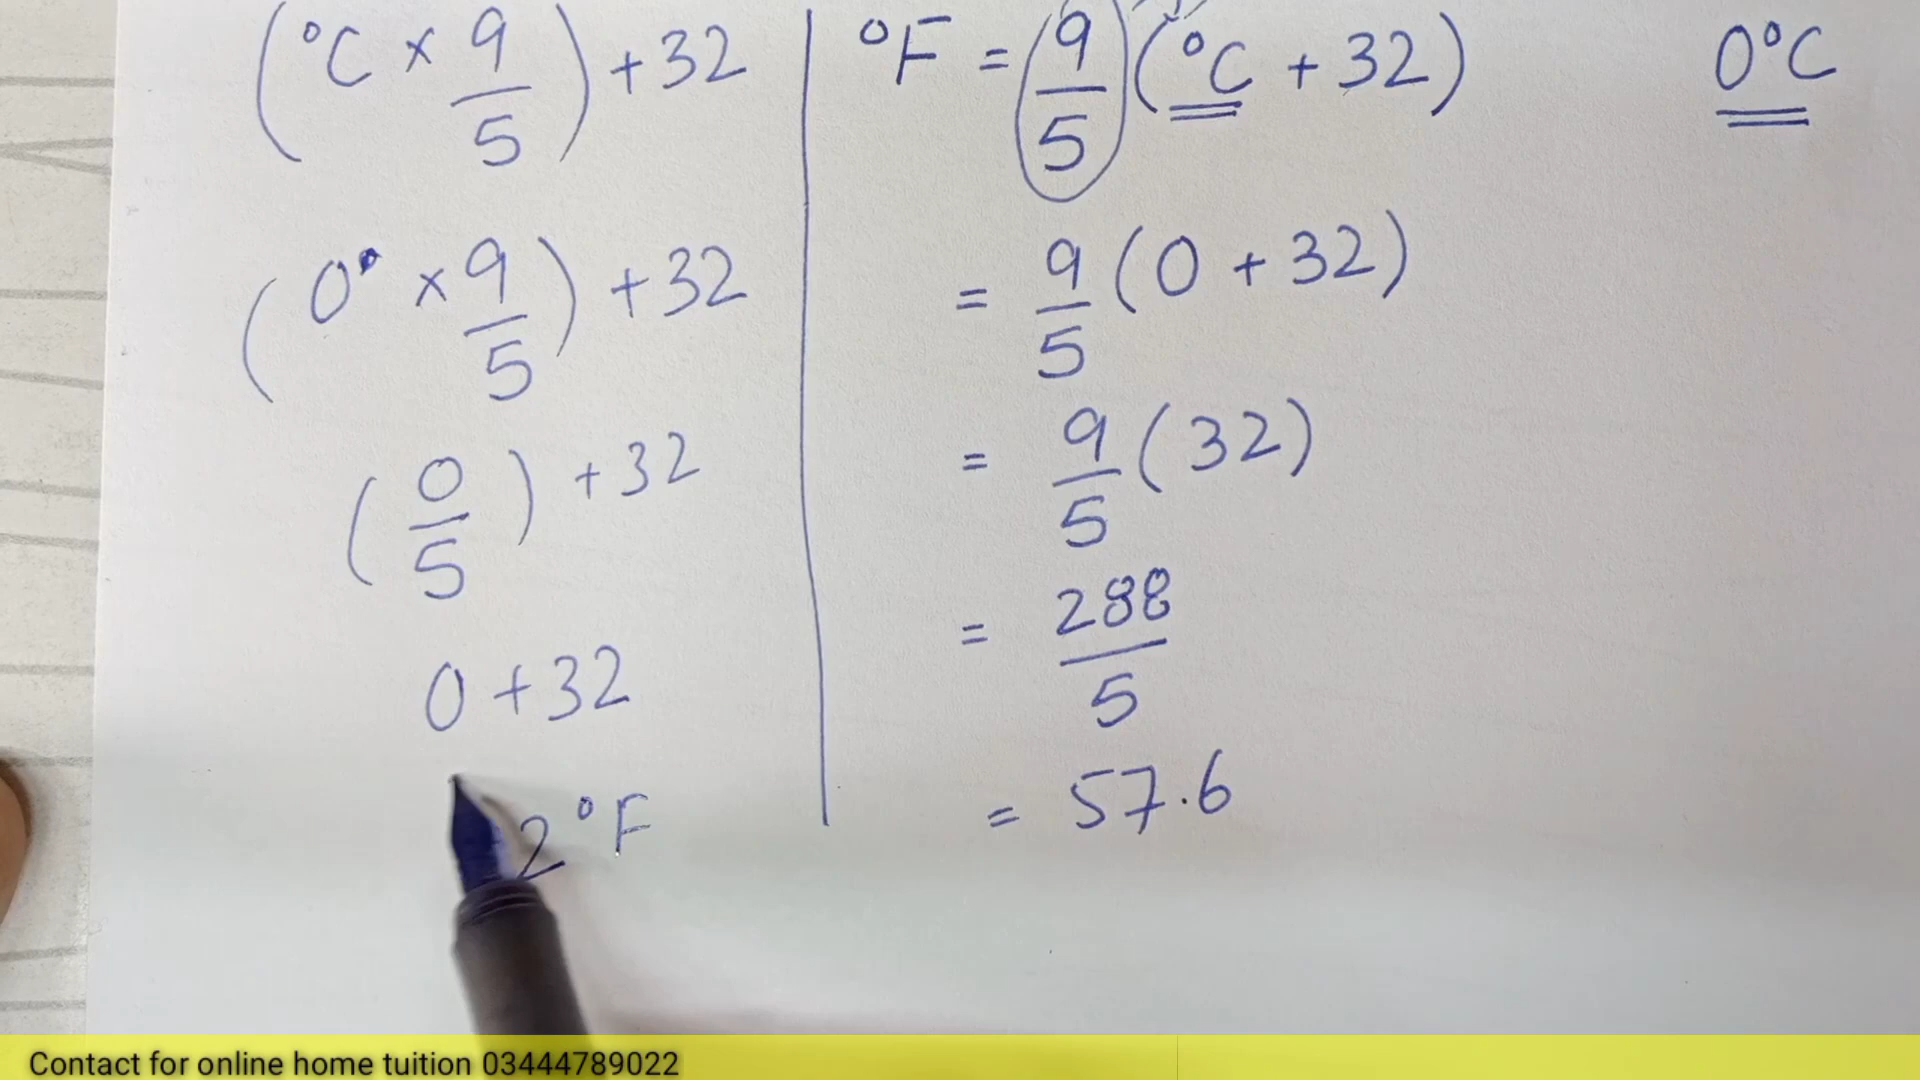 (°C × 9/5) + 32
(0° × 9/5) + 32
(0/5) + 32
0 + 32
2 °F
°F = 9/5 (°C + 32)
= 9/5 (0 + 32)
= 9/5 (32)
= 288/5
= 57.6
0°C
Contact for online home tuition 03444789022